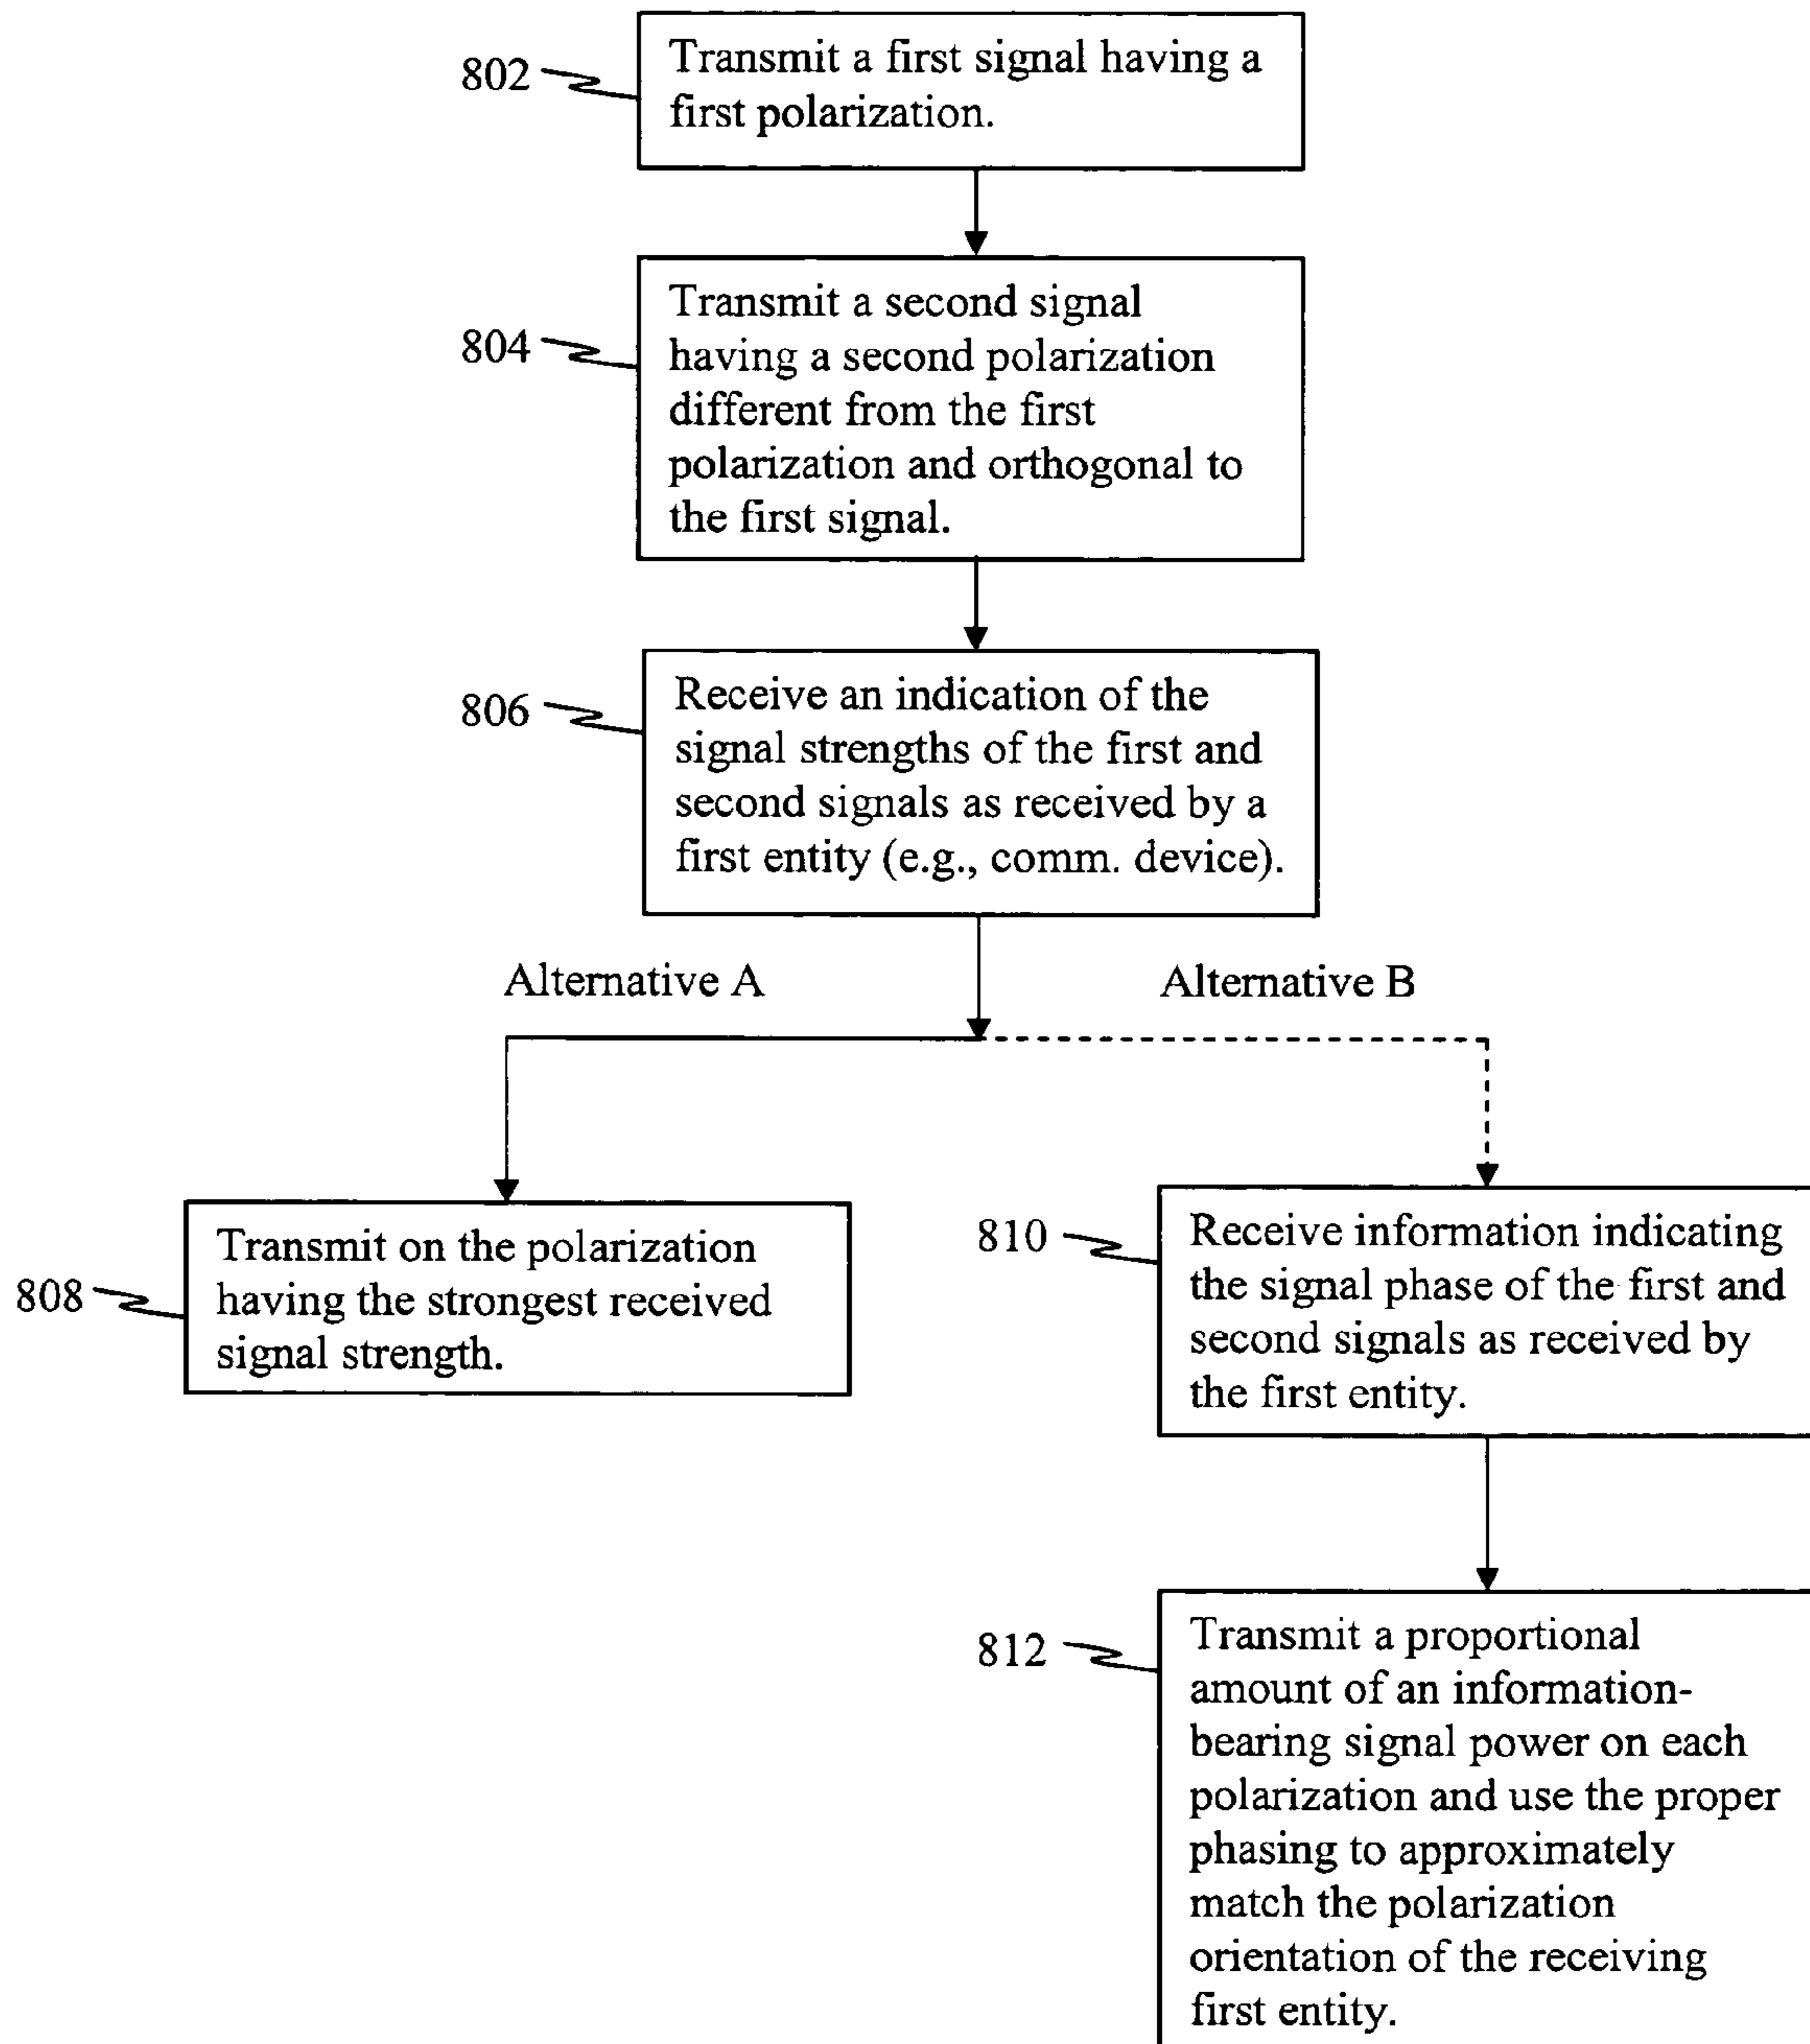 802
Transmit a first signal having a
first polarization.
804
Transmit a second signal
having a second polarization
different from the first
polarization and orthogonal to
the first signal.
806
Receive an indication of the
signal strengths of the first and
second signals as received by a
first entity (e.g., comm. device).
Alternative A
Alternative B
808
Transmit on the polarization
having the strongest received
signal strength.
810
Receive information indicating
the signal phase of the first and
second signals as received by
the first entity.
812
Transmit a proportional
amount of an information-
bearing signal power on each
polarization and use the proper
phasing to approximately
match the polarization
orientation of the receiving
first entity.